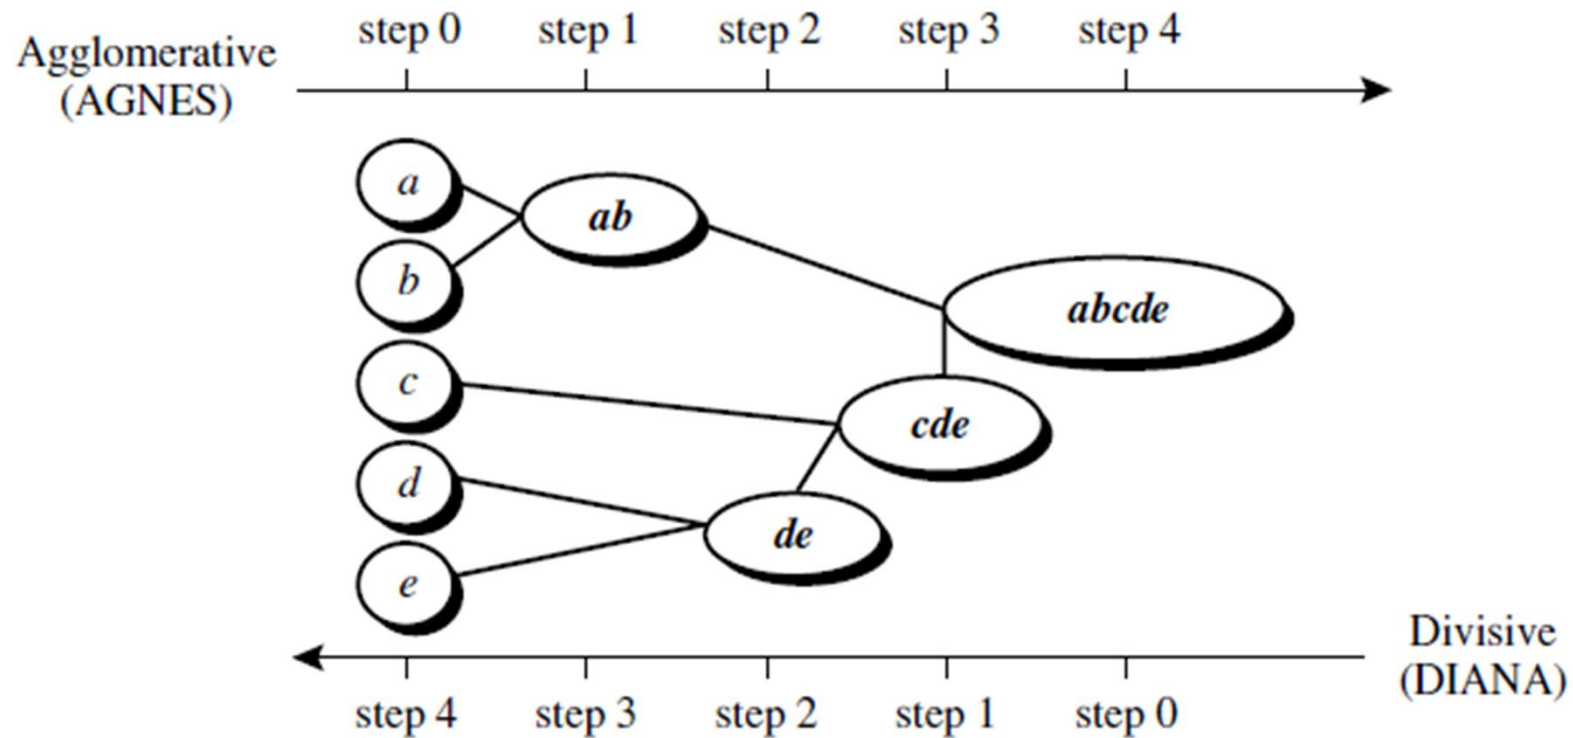 step 0 step 1 step 2 step 3 step 4
Agglomerative
(AGNES)
a
ab
b
abcde
c
cde
d
de
e
Divisive
(DIANA)
step 4 step 3 step 2 step 1 step 0